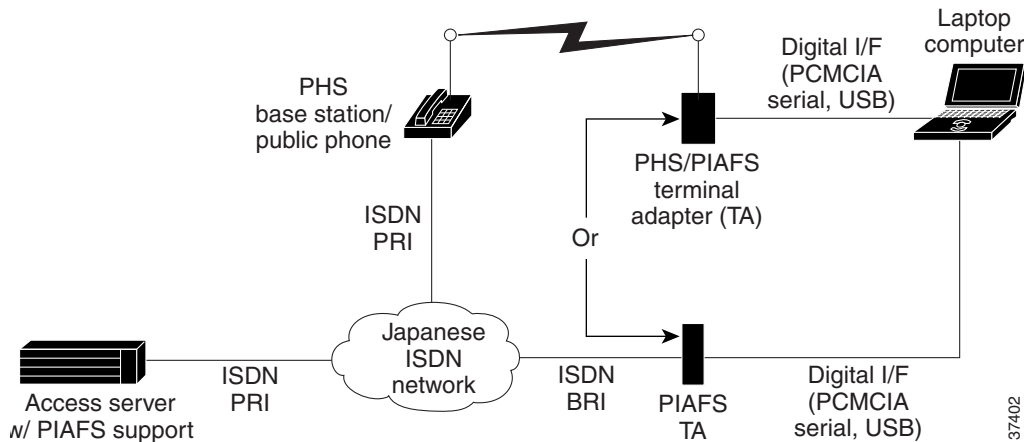 Laptop
computer
Digital I/F
(PCMCIA
serial, USB)
PHS
base station/
public phone
PHS/PIAFS
terminal
adapter (TA)
ISDN
PRI
Or
Japanese
ISDN
network
ISDN
PRI
Access server
w/ PIAFS support
ISDN
BRI
PIAFS
TA
Digital I/F
(PCMCIA
serial, USB)
37402